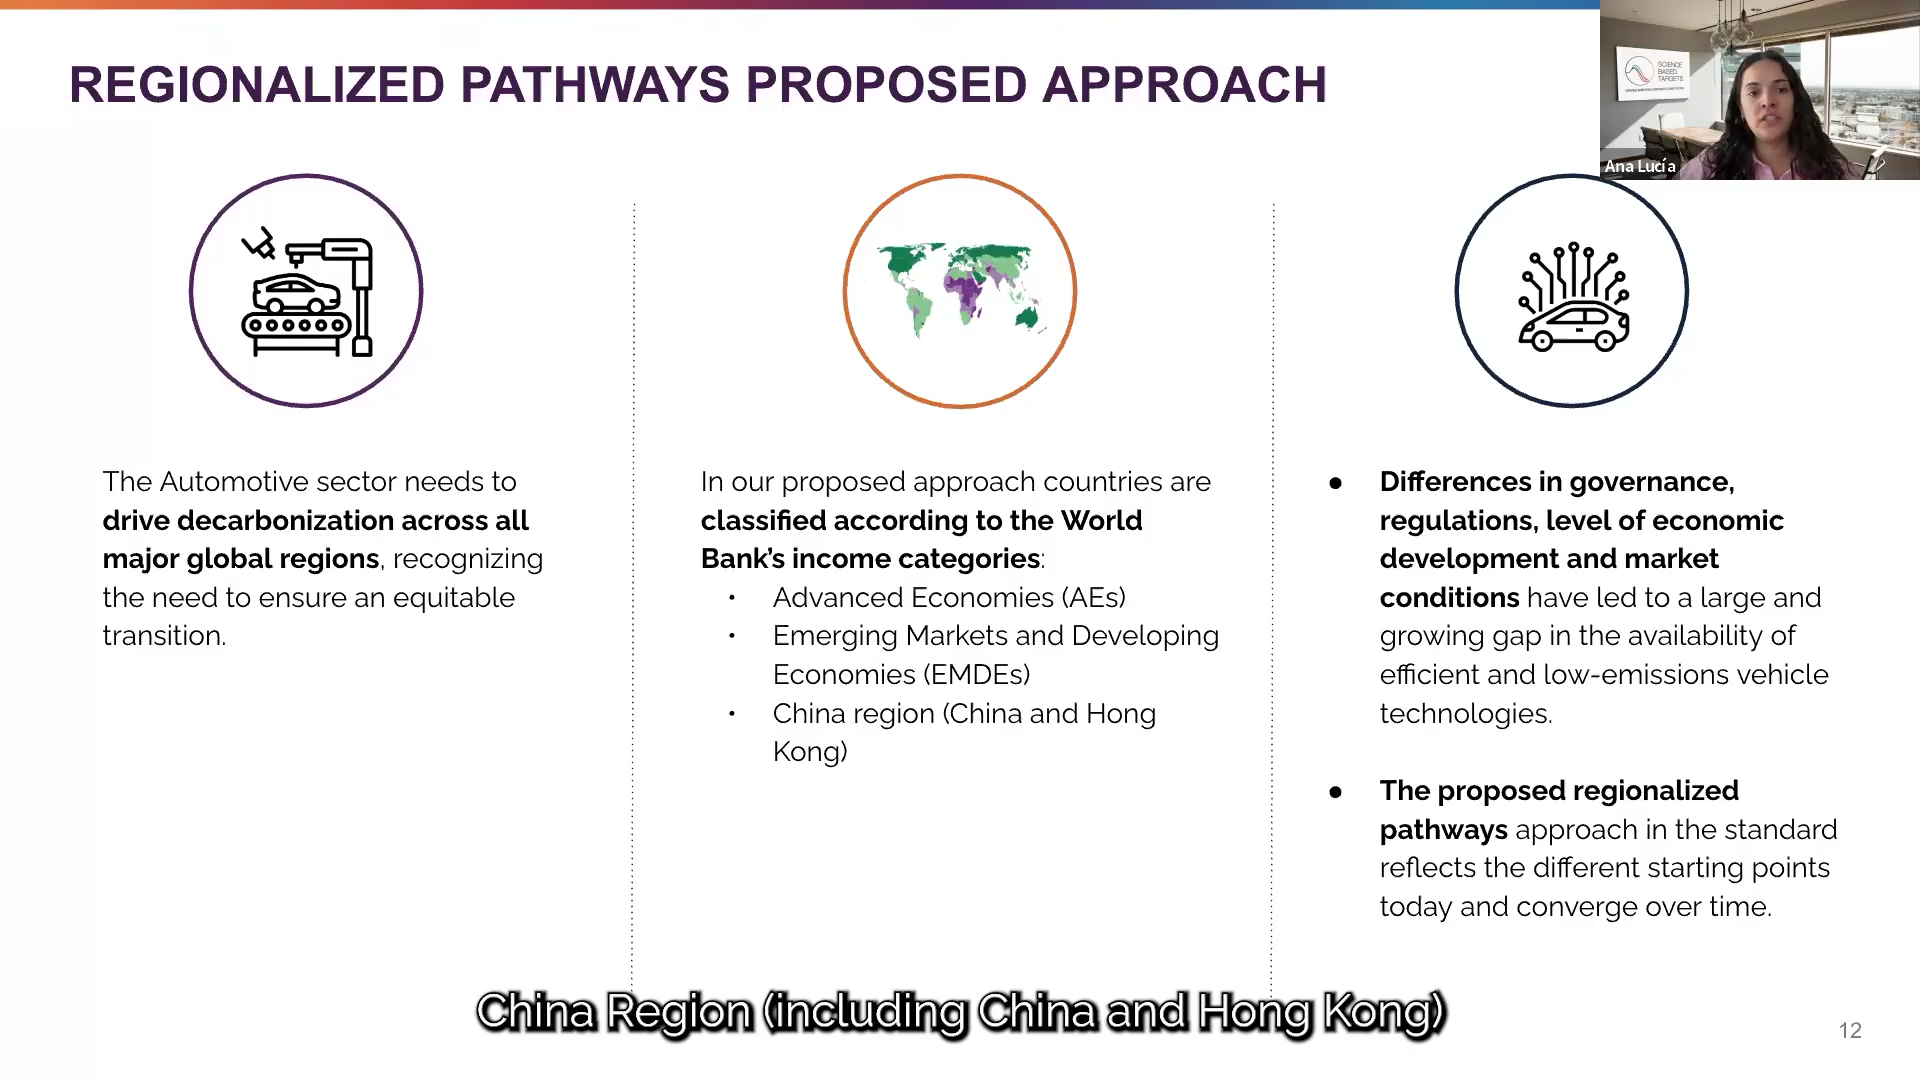 REGIONALIZED PATHWAYS PROPOSED APPROACH
SCIENCE
BASED
TARGETS
Ana Lucía
The Automotive sector needs to
drive decarbonization across all
major global regions, recognizing
the need to ensure an equitable
transition.
In our proposed approach countries are
classified according to the World
Bank’s income categories:
• Advanced Economies (AEs)
• Emerging Markets and Developing
Economies (EMDEs)
• China region (China and Hong
Kong)
● Differences in governance,
regulations, level of economic
development and market
conditions have led to a large and
growing gap in the availability of
efficient and low-emissions vehicle
technologies.
● The proposed regionalized
pathways approach in the standard
reflects the different starting points
today and converge over time.
China Region (including China and Hong Kong)
12